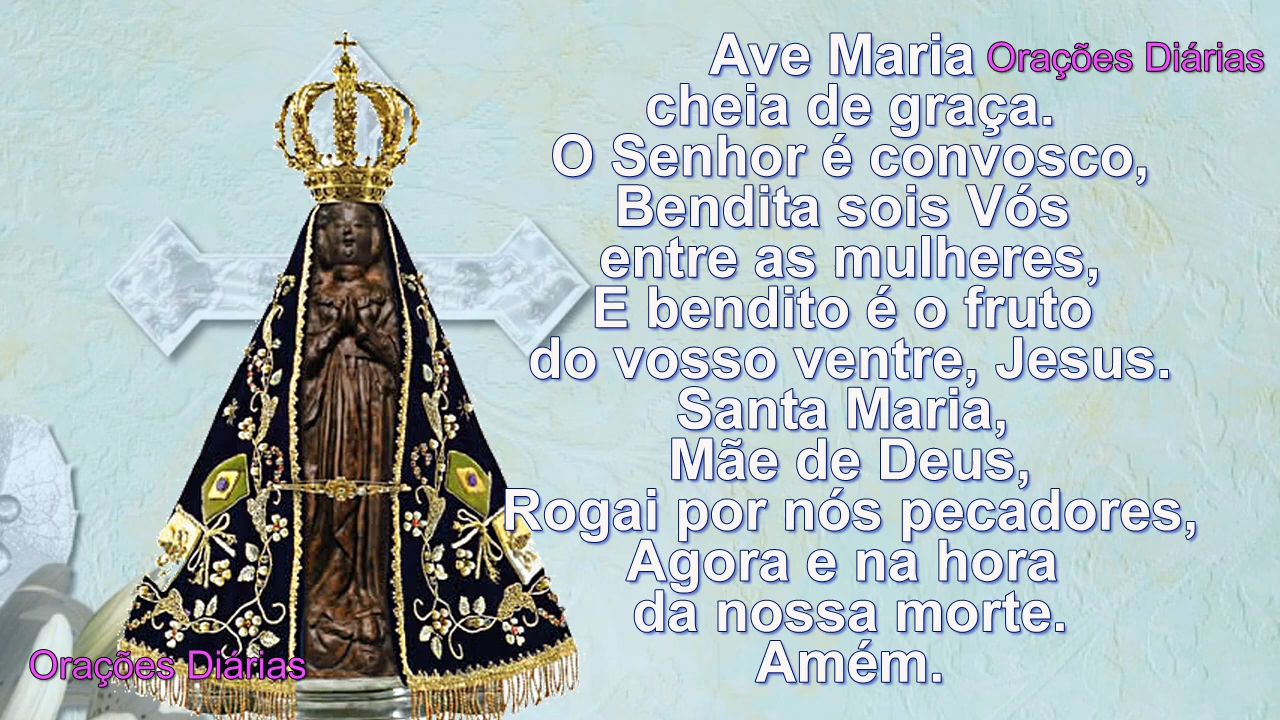 Ave Maria
Orações Diárias
cheia de graça.
O Senhor é convosco,
Bendita sois Vós
entre as mulheres,
E bendito é o fruto
do vosso ventre, Jesus.
Santa Maria,
Mãe de Deus,
Rogai por nós pecadores,
Agora e na hora
da nossa morte.
Amém.
Orações Diárias